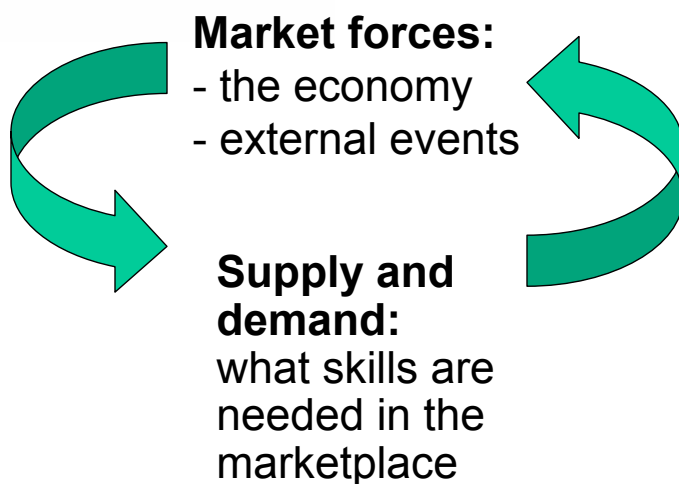 Market forces:
- the economy
- external events
Supply and
demand:
what skills are
needed in the
marketplace